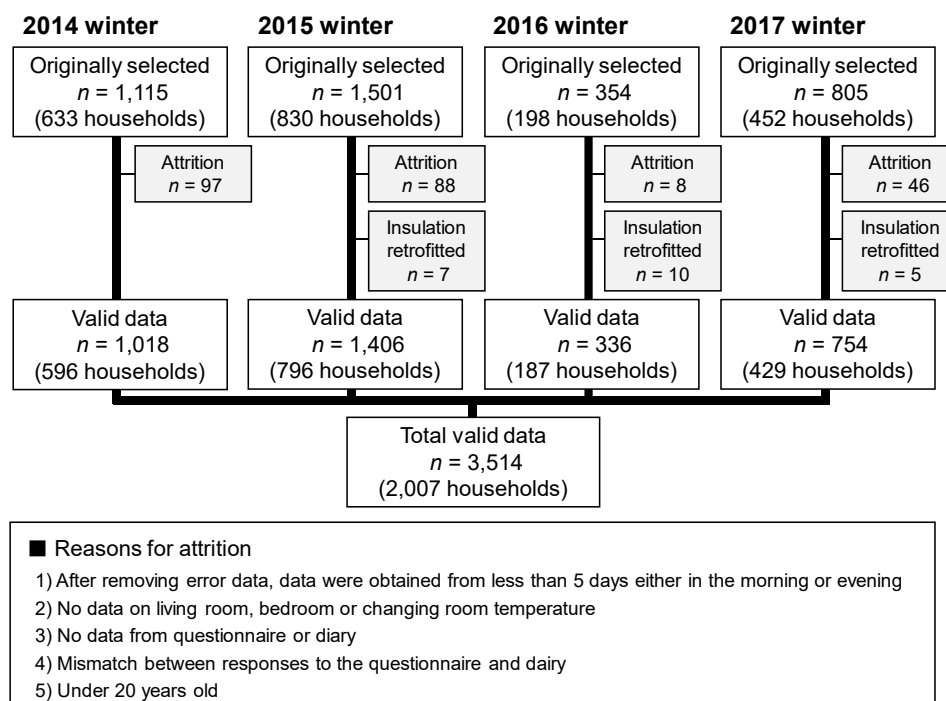 2014 winter
2015 winter
2016 winter
2017 winter
Originally selected
n = 1,115
(633 households)
Originally selected
n = 1,501
(830 households)
Originally selected
n = 354
(198 households)
Originally selected
n = 805
(452 households)
Attrition
n = 97
Attrition
n = 88
Attrition
n = 8
Attrition
n = 46
Insulation
retrofitted
n = 7
Insulation
retrofitted
n = 10
Insulation
retrofitted
n = 5
Valid data
n = 1,018
(596 households)
Valid data
n = 1,406
(796 households)
Valid data
n = 336
(187 households)
Valid data
n = 754
(429 households)
Total valid data
n = 3,514
(2,007 households)
■ Reasons for attrition
1) After removing error data, data were obtained from less than 5 days either in the morning or evening
2) No data on living room, bedroom or changing room temperature
3) No data from questionnaire or diary
4) Mismatch between responses to the questionnaire and dairy
5) Under 20 years old